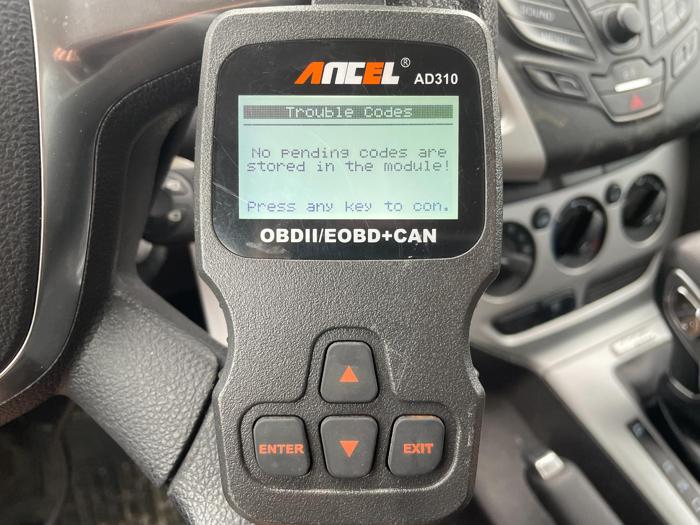 SOUND
ANCEL®
AD310
Trouble Codes
No pending codes are
stored in the module!
Press any key to con.
OBDII/EOBD+CAN
ENTER
EXIT